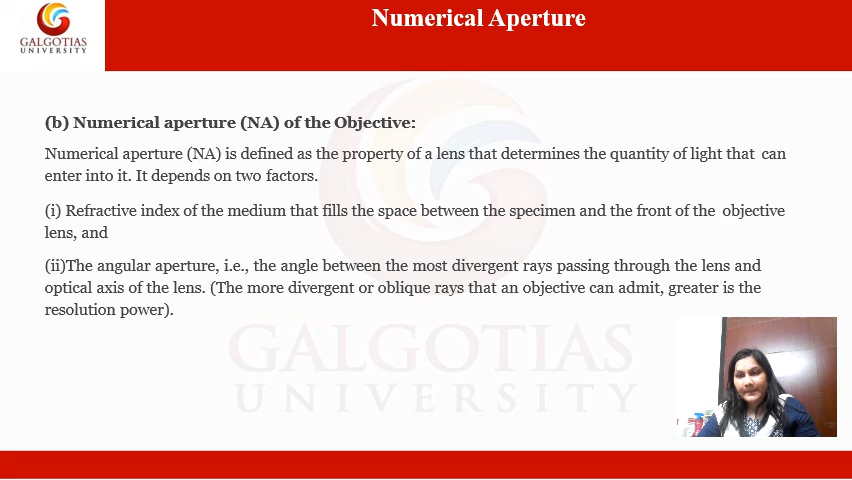 Numerical Aperture
GALGOTIAS
UNIVERSITY
(b) Numerical aperture (NA) of the Objective:
Numerical aperture (NA) is defined as the property of a lens that determines the quantity of light that can
enter into it. It depends on two factors.
(i) Refractive index of the medium that fills the space between the specimen and the front of the objective
lens, and
(ii)The angular aperture, i.e., the angle between the most divergent rays passing through the lens and
optical axis of the lens. (The more divergent or oblique rays that an objective can admit, greater is the
resolution power).
GALGOTIAS
UNIVERSITY